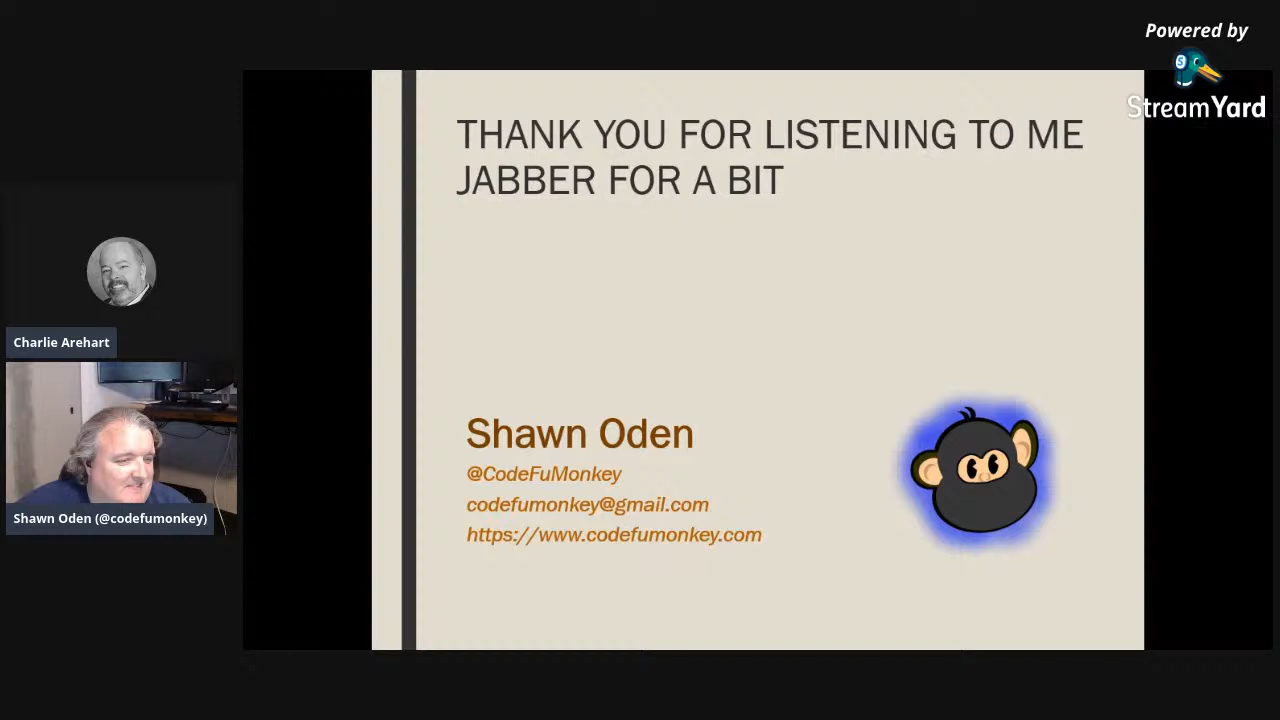 Powered by
StreamYard
THANK YOU FOR LISTENING TO ME
JABBER FOR A BIT
Charlie Arehart
Shawn Oden
@CodeFuMonkey
codefumonkey@gmail.com
https://www.codefumonkey.com
Shawn Oden (@codefumonkey)